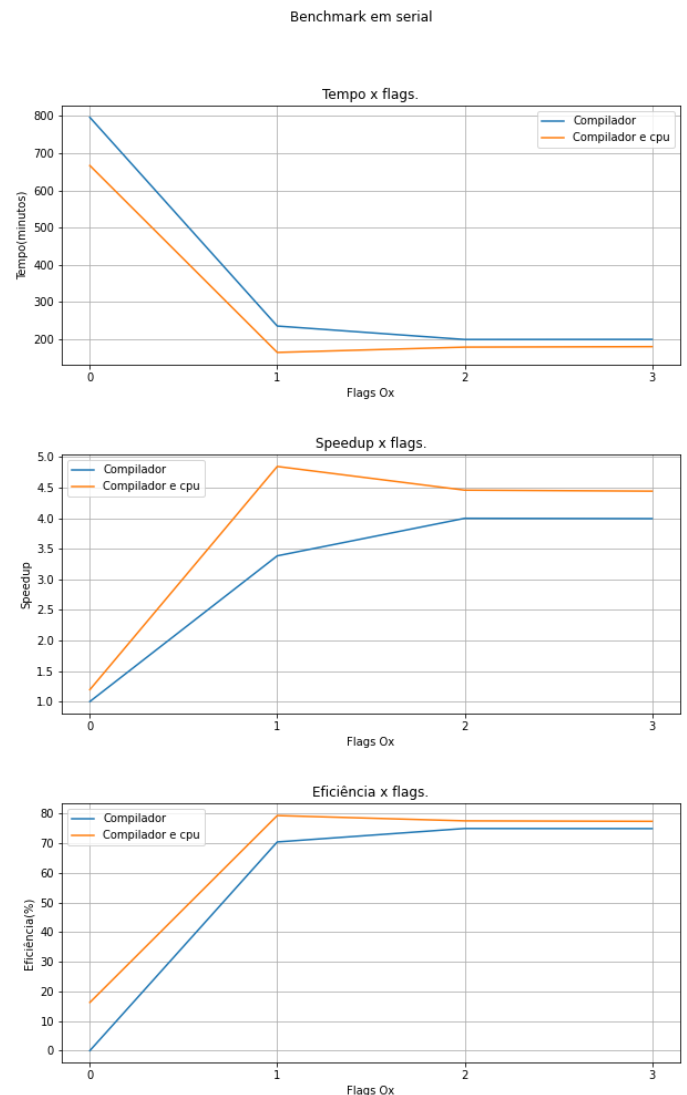 Benchmark em serial
Tempo x flags.
Compilador
Compilador e cpu
800
700
600
500
400
300
200
Tempo(minutos)
0 1 2 3
Flags Ox
Speedup x flags.
Compilador
Compilador e cpu
5.0
4.5
4.0
3.5
3.0
2.5
2.0
1.5
1.0
Speedup
0 1 2 3
Flags Ox
Eficiência x flags.
Compilador
Compilador e cpu
80
70
60
50
40
30
20
10
0
Eficiência(%)
0 1 2 3
Flags Ox